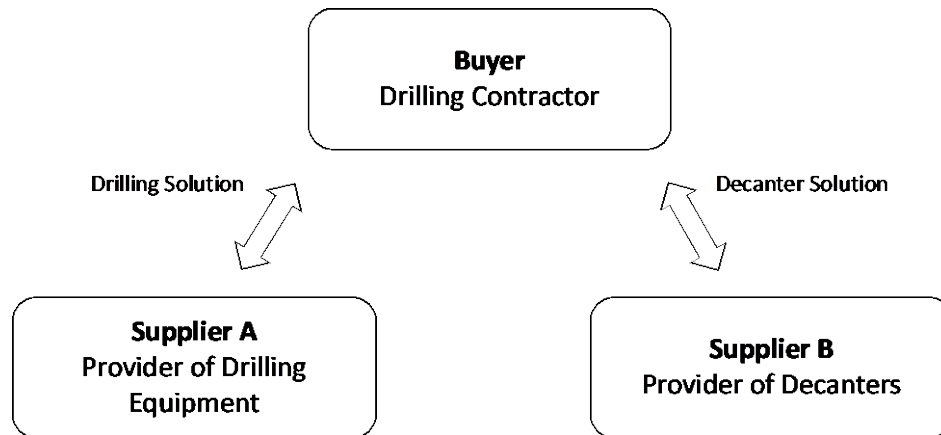 Buyer
Drilling Contractor
Drilling Solution
Decanter Solution
Supplier A
Provider of Drilling
Equipment
Supplier B
Provider of Decanters